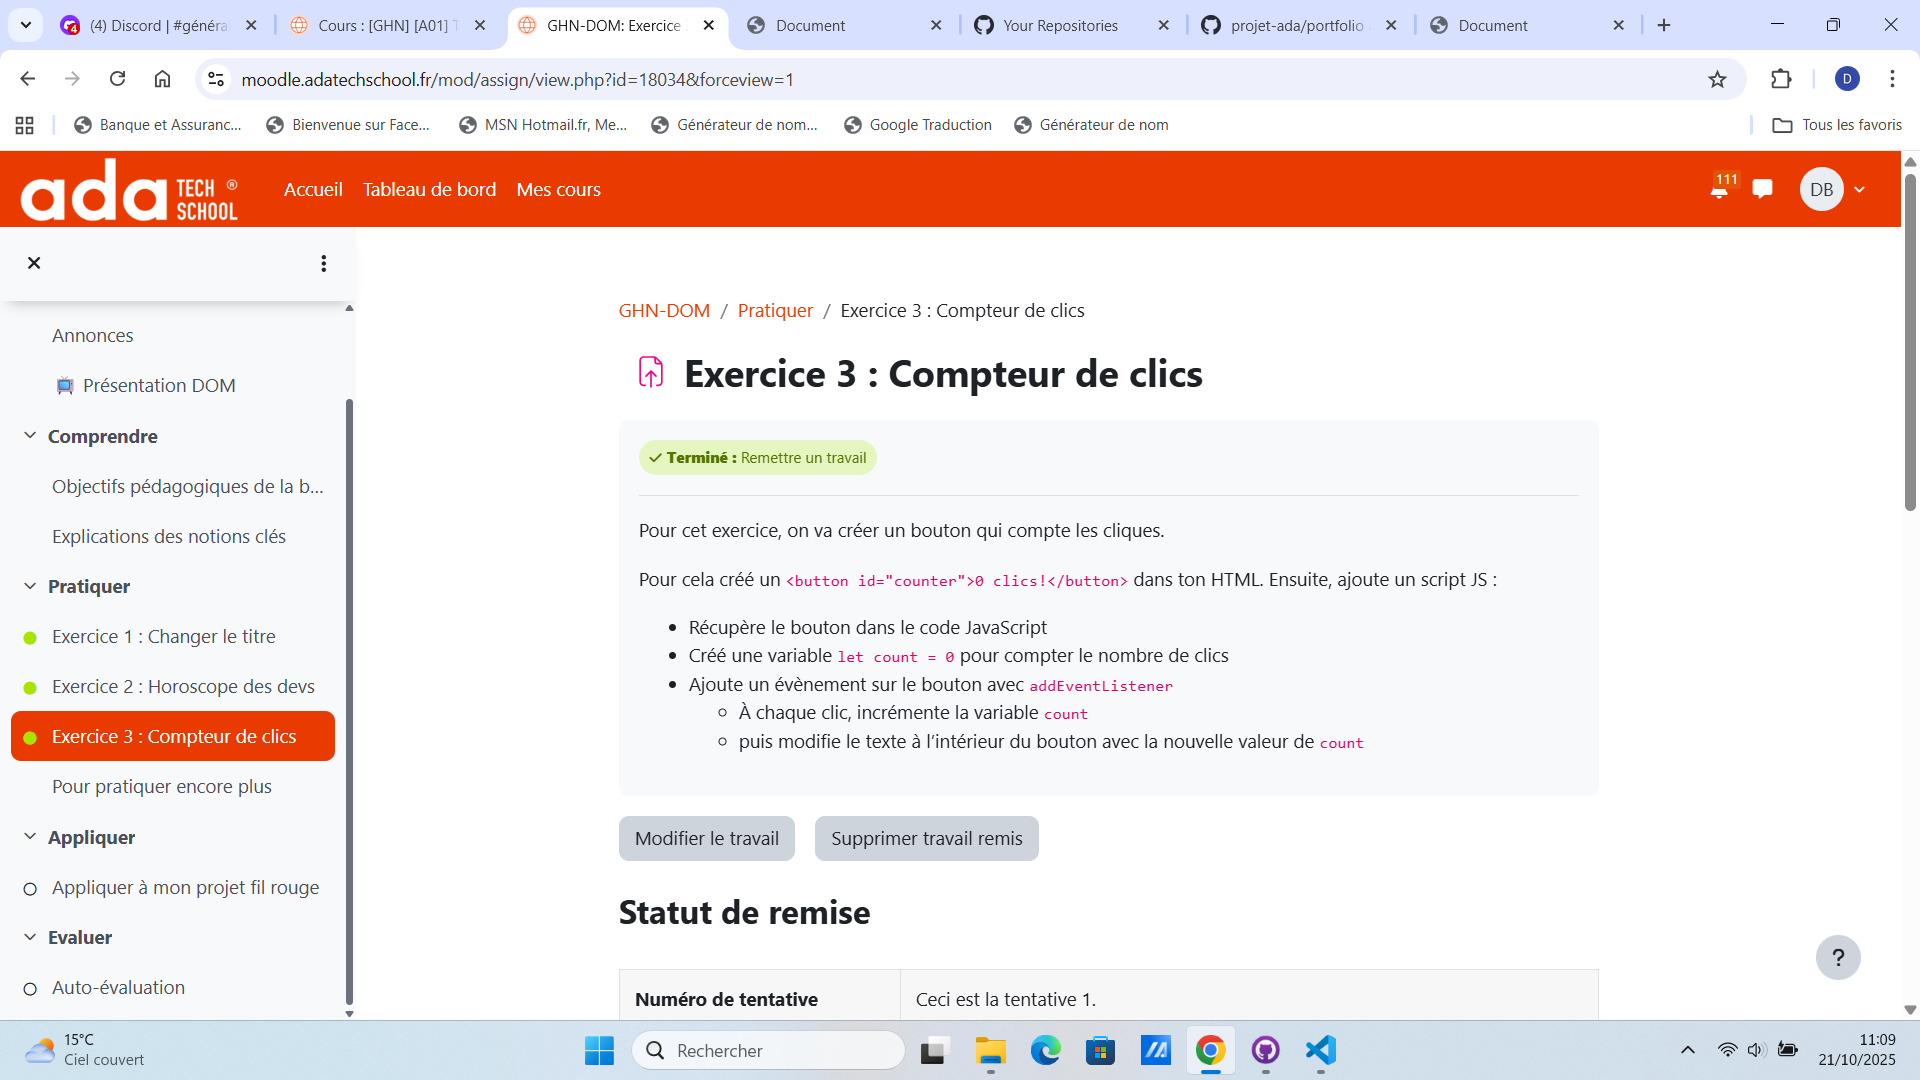 (4) Discord | #généra
Cours : [GHN] [A01] T
GHN-DOM: Exercice
Document
Your Repositories
projet-ada/portfolio
Document
moodle.adatechschool.fr/mod/assign/view.php?id=18034&forceview=1
D
Banque et Assuranc...
Bienvenue sur Face...
MSN Hotmail.fr, Me...
Générateur de nom...
Google Traduction
Générateur de nom
Tous les favoris
ada TECH SCHOOL ®
Accueil
Tableau de bord
Mes cours
111
DB
Annonces
Présentation DOM
Comprendre
Objectifs pédagogiques de la b...
Explications des notions clés
Pratiquer
Exercice 1 : Changer le titre
Exercice 2 : Horoscope des devs
Exercice 3 : Compteur de clics
Pour pratiquer encore plus
Appliquer
Appliquer à mon projet fil rouge
Evaluer
Auto-évaluation
GHN-DOM / Pratiquer / Exercice 3 : Compteur de clics
Exercice 3 : Compteur de clics
Terminé : Remettre un travail
Pour cet exercice, on va créer un bouton qui compte les cliques.
Pour cela créé un <button id="counter">0 clics!</button> dans ton HTML. Ensuite, ajoute un script JS :
• Récupère le bouton dans le code JavaScript
• Créé une variable let count = 0 pour compter le nombre de clics
• Ajoute un évènement sur le bouton avec addEventListener
◦ À chaque clic, incrémente la variable count
◦ puis modifie le texte à l'intérieur du bouton avec la nouvelle valeur de count
Modifier le travail
Supprimer travail remis
Statut de remise
Numéro de tentative
Ceci est la tentative 1.
?
15°C
Ciel couvert
Rechercher
11:09
21/10/2025